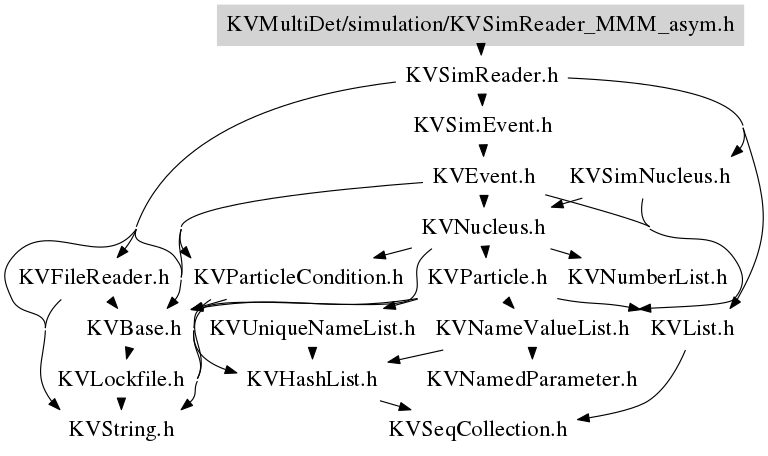 KVMultiDet/simulation/KVSimReader_MMM_asym.h
KVSimReader.h
KVSimEvent.h
KVEvent.h
KVSimNucleus.h
KVNucleus.h
KVFileReader.h
KVParticleCondition.h
KVParticle.h
KVNumberList.h
KVBase.h
KVUniqueNameList.h
KVNameValueList.h
KVList.h
KVLockfile.h
KVHashList.h
KVNamedParameter.h
KVString.h
KVSeqCollection.h